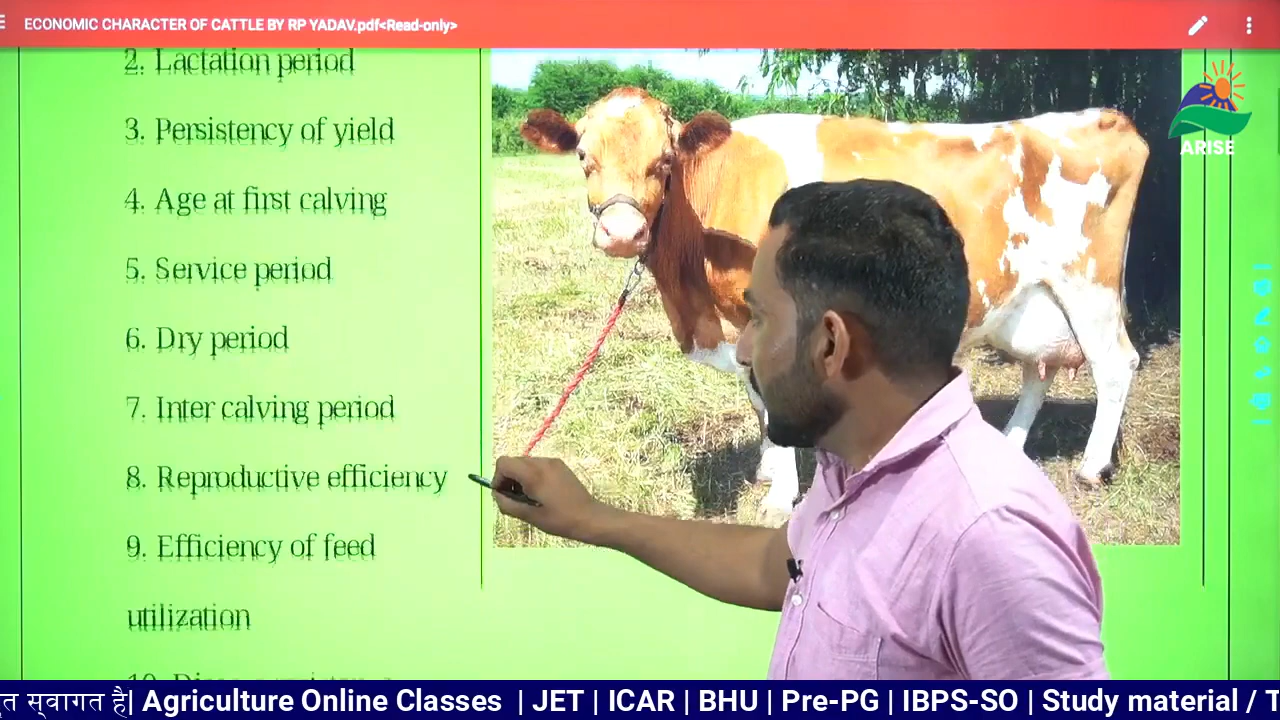 ECONOMIC CHARACTER OF CATTLE BY RP YADAV.pdf<Read-only>
2. Lactation period
3. Persistency of yield
4. Age at first calving
5. Service period
6. Dry period
7. Inter calving period
8. Reproductive efficiency
9. Efficiency of feed
utilization
ARISE
स्वागत है| Agriculture Online Classes | JET | ICAR | BHU | Pre-PG | IBPS-SO | Study material /